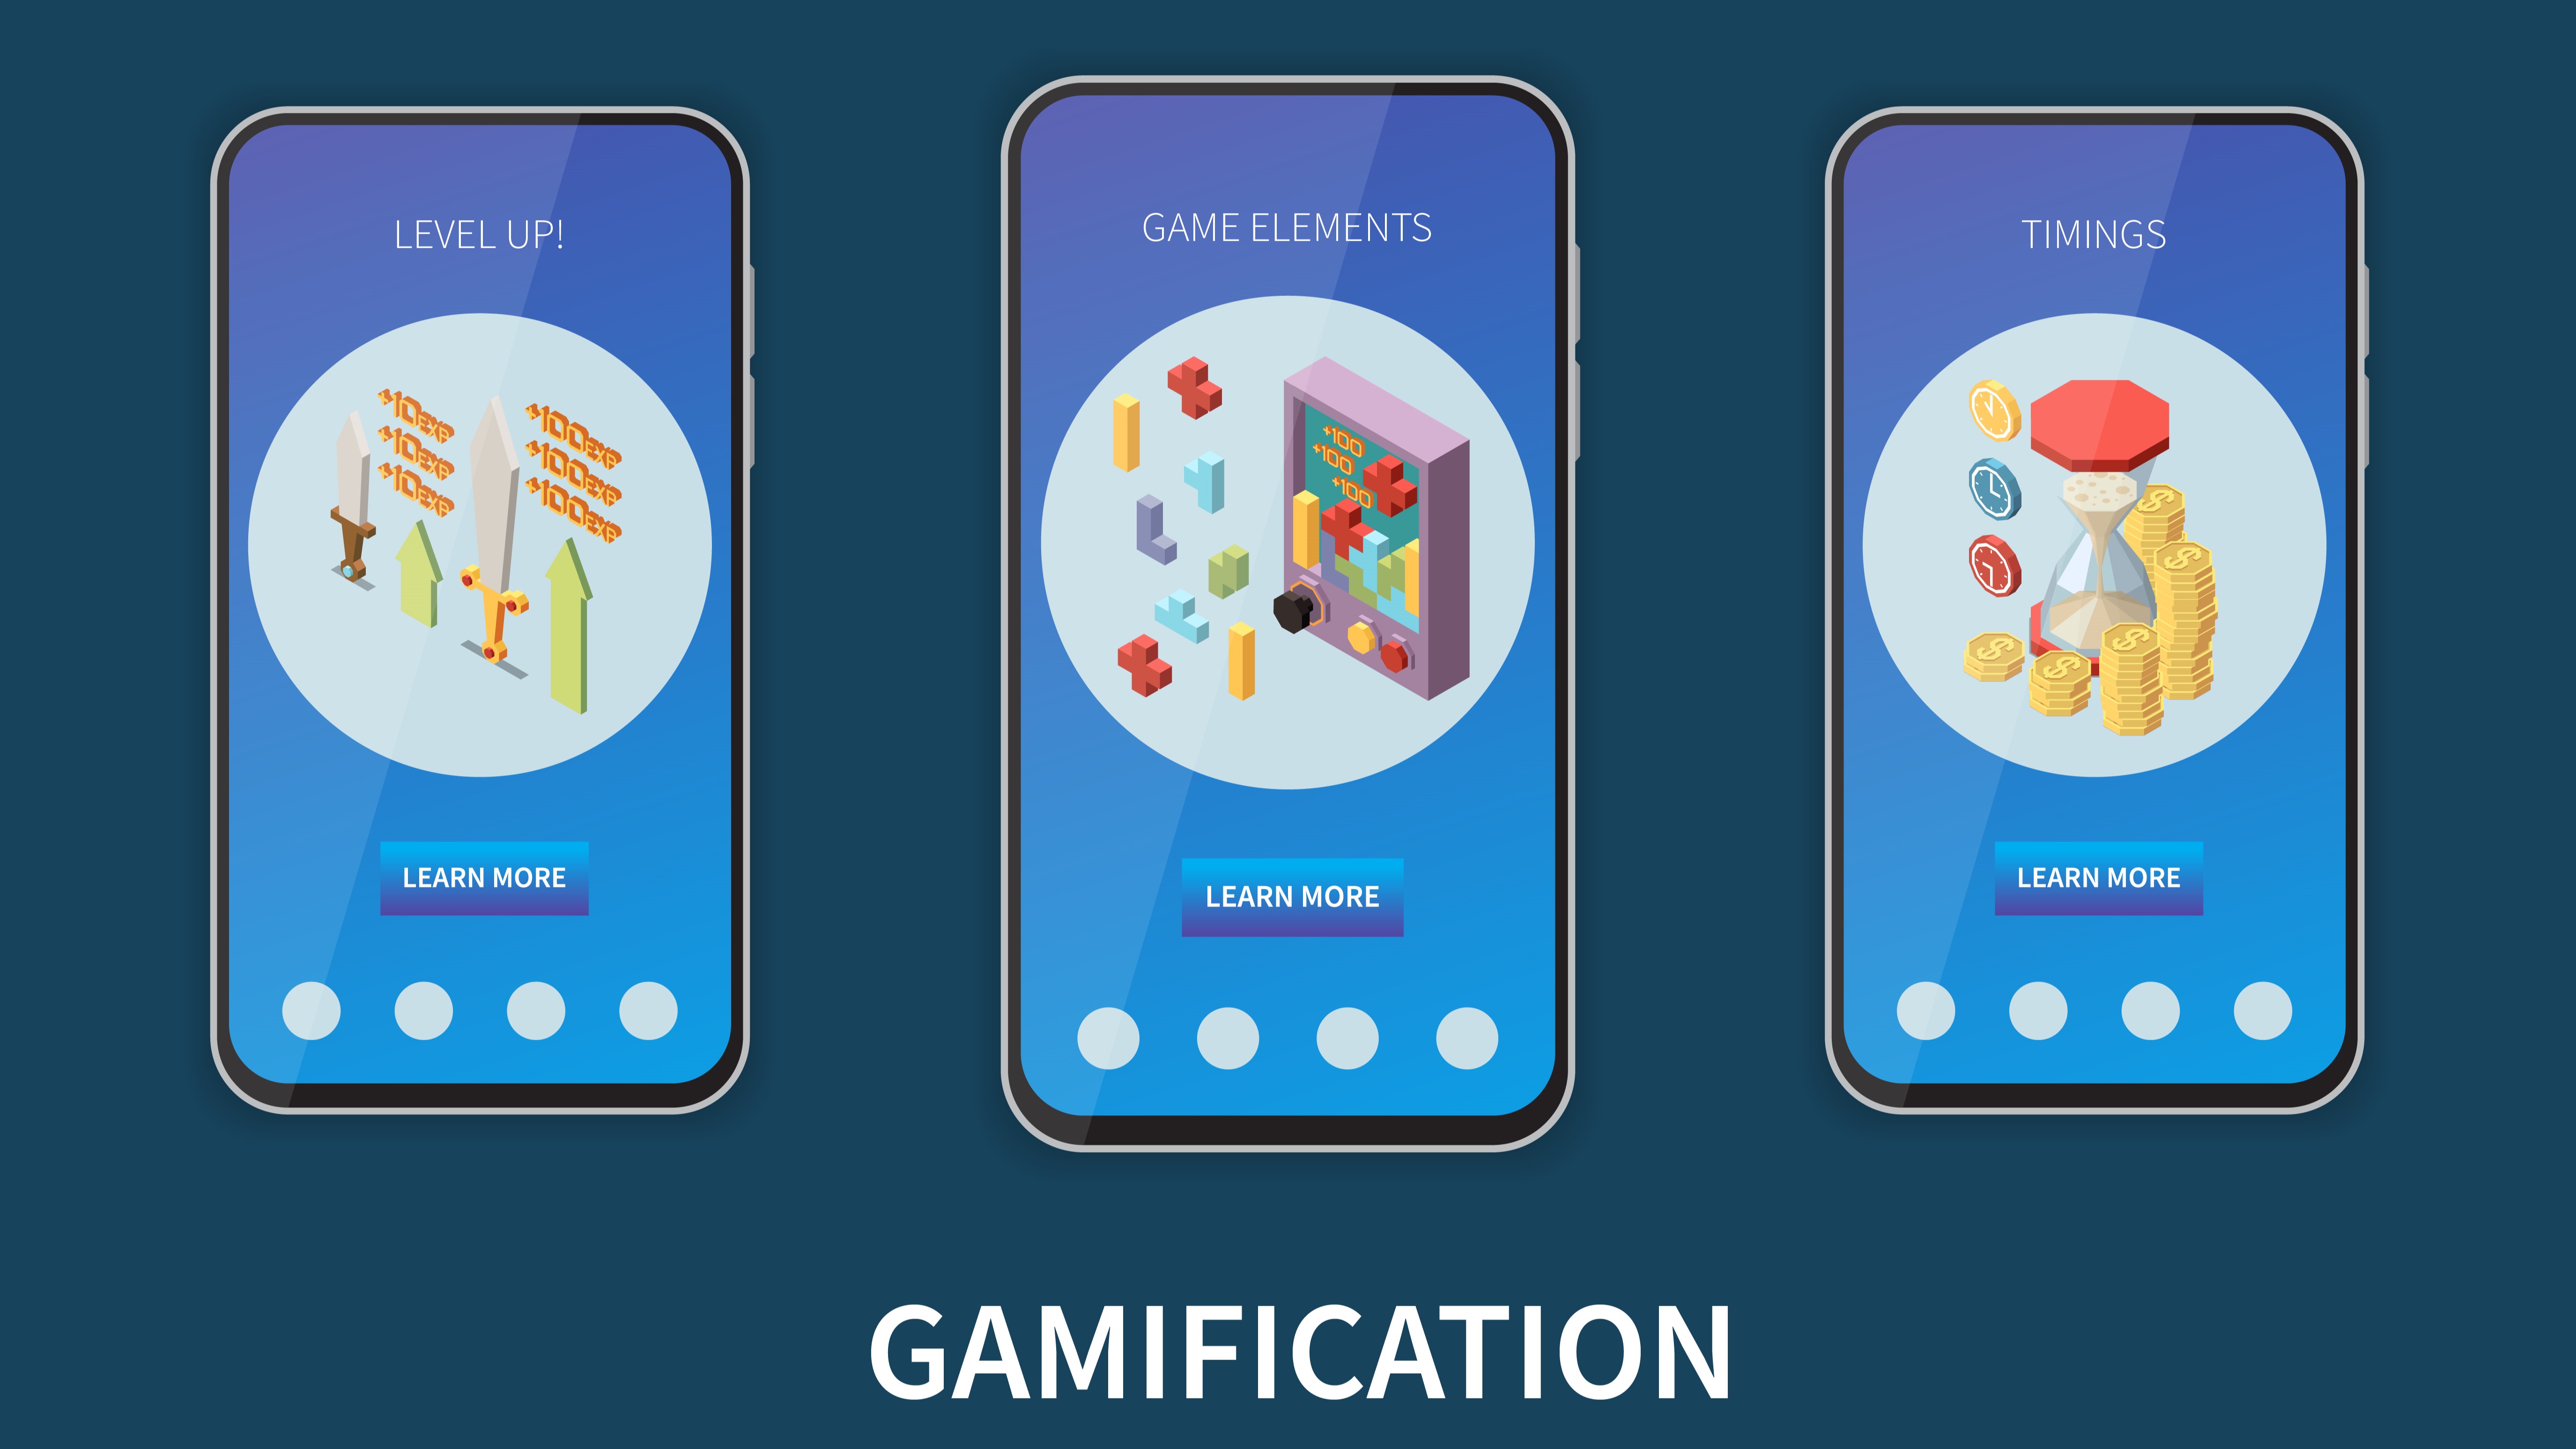 LEVEL UP!
+10EXP
+10EXP
+10EXP
+100EXP
+100EXP
+100EXP
LEARN MORE
GAME ELEMENTS
+100
+100
+100
LEARN MORE
TIMINGS
$
$
$
$
$
LEARN MORE
GAMIFICATION